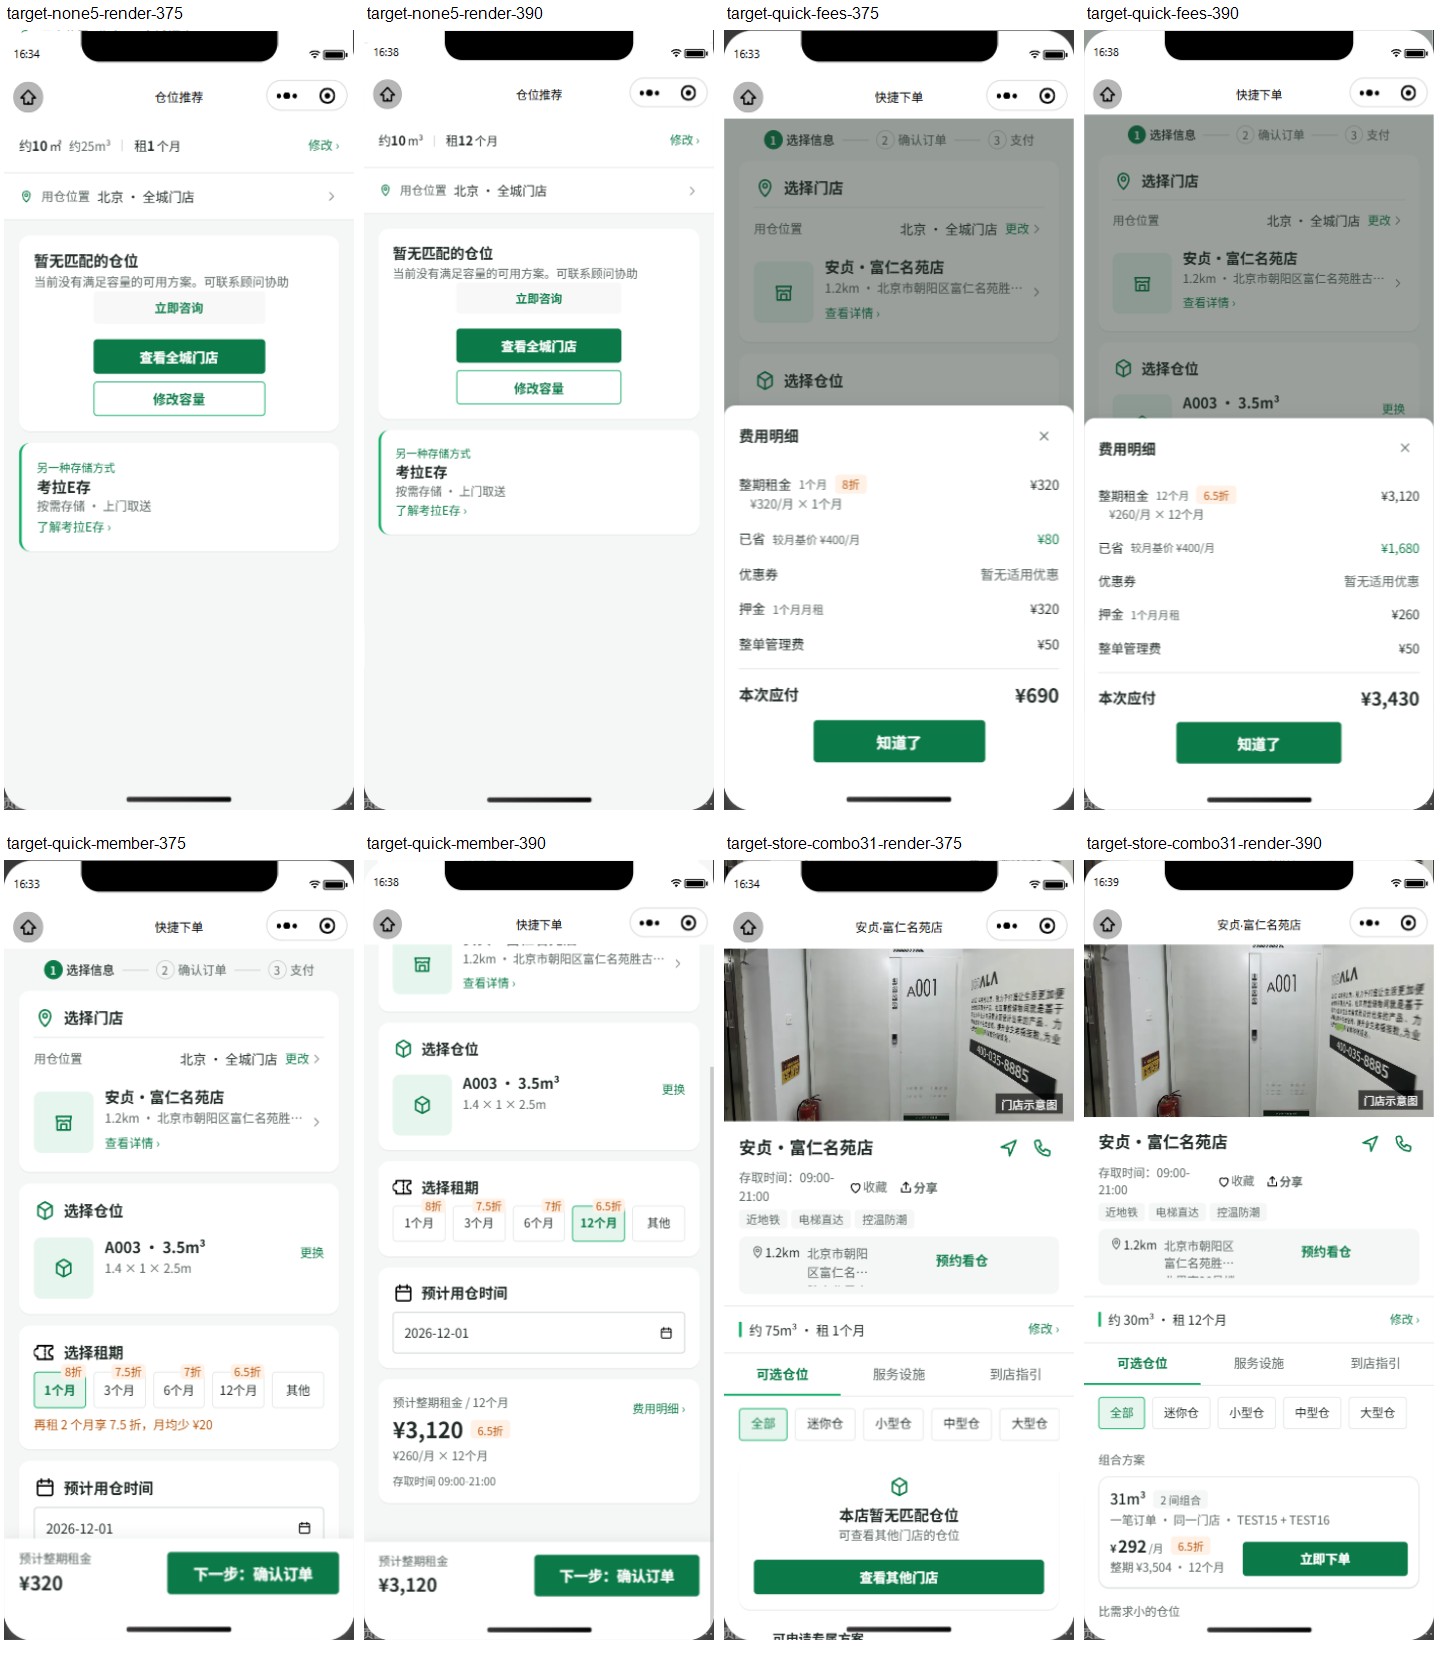 target-none5-render-375
16:34
仓位推荐
约10㎡ 约25m³ | 租1个月
修改 ›
用仓位置 北京 · 全城门店
暂无匹配的仓位
当前没有满足容量的可用方案。可联系顾问协助
立即咨询
查看全城门店
修改容量
另一种存储方式
考拉E存
按需存储 · 上门取送
了解考拉E存 ›
target-none5-render-390
16:38
仓位推荐
约10m³ | 租12个月
修改 ›
用仓位置 北京 · 全城门店
暂无匹配的仓位
当前没有满足容量的可用方案。可联系顾问协助
立即咨询
查看全城门店
修改容量
另一种存储方式
考拉E存
按需存储 · 上门取送
了解考拉E存 ›
target-quick-fees-375
16:33
快捷下单
1 选择信息 2 确认订单 3 支付
选择门店
用仓位置 北京 · 全城门店 更改
安贞·富仁名苑店
1.2km · 北京市朝阳区富仁名苑胜…
查看详情 ›
选择仓位
费用明细 ×
整期租金 1个月 8折 ¥320
¥320/月 × 1个月
已省 较月基价 ¥400/月 ¥80
优惠券 暂无适用优惠
押金 1个月月租 ¥320
整单管理费 ¥50
本次应付 ¥690
知道了
target-quick-fees-390
16:38
快捷下单
1 选择信息 2 确认订单 3 支付
选择门店
用仓位置 北京 · 全城门店 更改
安贞·富仁名苑店
1.2km · 北京市朝阳区富仁名苑胜古…
查看详情 ›
选择仓位
A003 · 3.5m³
更换
费用明细 ×
整期租金 12个月 6.5折 ¥3,120
¥260/月 × 12个月
已省 较月基价 ¥400/月 ¥1,680
优惠券 暂无适用优惠
押金 1个月月租 ¥260
整单管理费 ¥50
本次应付 ¥3,430
知道了
target-quick-member-375
16:33
快捷下单
1 选择信息 2 确认订单 3 支付
选择门店
用仓位置 北京 · 全城门店 更改
安贞·富仁名苑店
1.2km · 北京市朝阳区富仁名苑胜…
查看详情 ›
选择仓位
A003 · 3.5m³
更换
1.4 × 1 × 2.5m
选择租期
8折 7.5折 7折 6.5折
1个月 3个月 6个月 12个月 其他
再租 2 个月享 7.5 折，月均少 ¥20
预计用仓时间
2026-12-01
预计整期租金
¥320
下一步：确认订单
target-quick-member-390
16:38
快捷下单
1.2km · 北京市朝阳区富仁名苑胜古…
查看详情 ›
选择仓位
A003 · 3.5m³
更换
1.4 × 1 × 2.5m
选择租期
8折 7.5折 7折 6.5折
1个月 3个月 6个月 12个月 其他
预计用仓时间
2026-12-01
预计整期租金 / 12个月
费用明细 ›
¥3,120 6.5折
¥260/月 × 12个月
存取时间 09:00-21:00
预计整期租金
¥3,120
下一步：确认订单
target-store-combo31-render-375
16:34
安贞·富仁名苑店
A001
400-035-8885
门店示意图
安贞·富仁名苑店
存取时间：09:00-
21:00
收藏 分享
近地铁 电梯直达 控温防潮
1.2km 北京市朝阳
区富仁名…
预约看仓
约 75m³ · 租 1个月
修改 ›
可选仓位 服务设施 到店指引
全部 迷你仓 小型仓 中型仓 大型仓
本店暂无匹配仓位
可查看其他门店的仓位
查看其他门店
可申请专属方案
target-store-combo31-render-390
16:39
安贞·富仁名苑店
A001
400-035-8885
门店示意图
安贞·富仁名苑店
存取时间：09:00-
21:00
收藏 分享
近地铁 电梯直达 控温防潮
1.2km 北京市朝阳区
富仁名苑胜…
预约看仓
约 30m³ · 租 12个月
修改 ›
可选仓位 服务设施 到店指引
全部 迷你仓 小型仓 中型仓 大型仓
组合方案
31m³ 2 间组合
一笔订单 · 同一门店 · TEST15 + TEST16
¥292 /月 6.5折
整期 ¥3,504 · 12个月
立即下单
比需求小的仓位